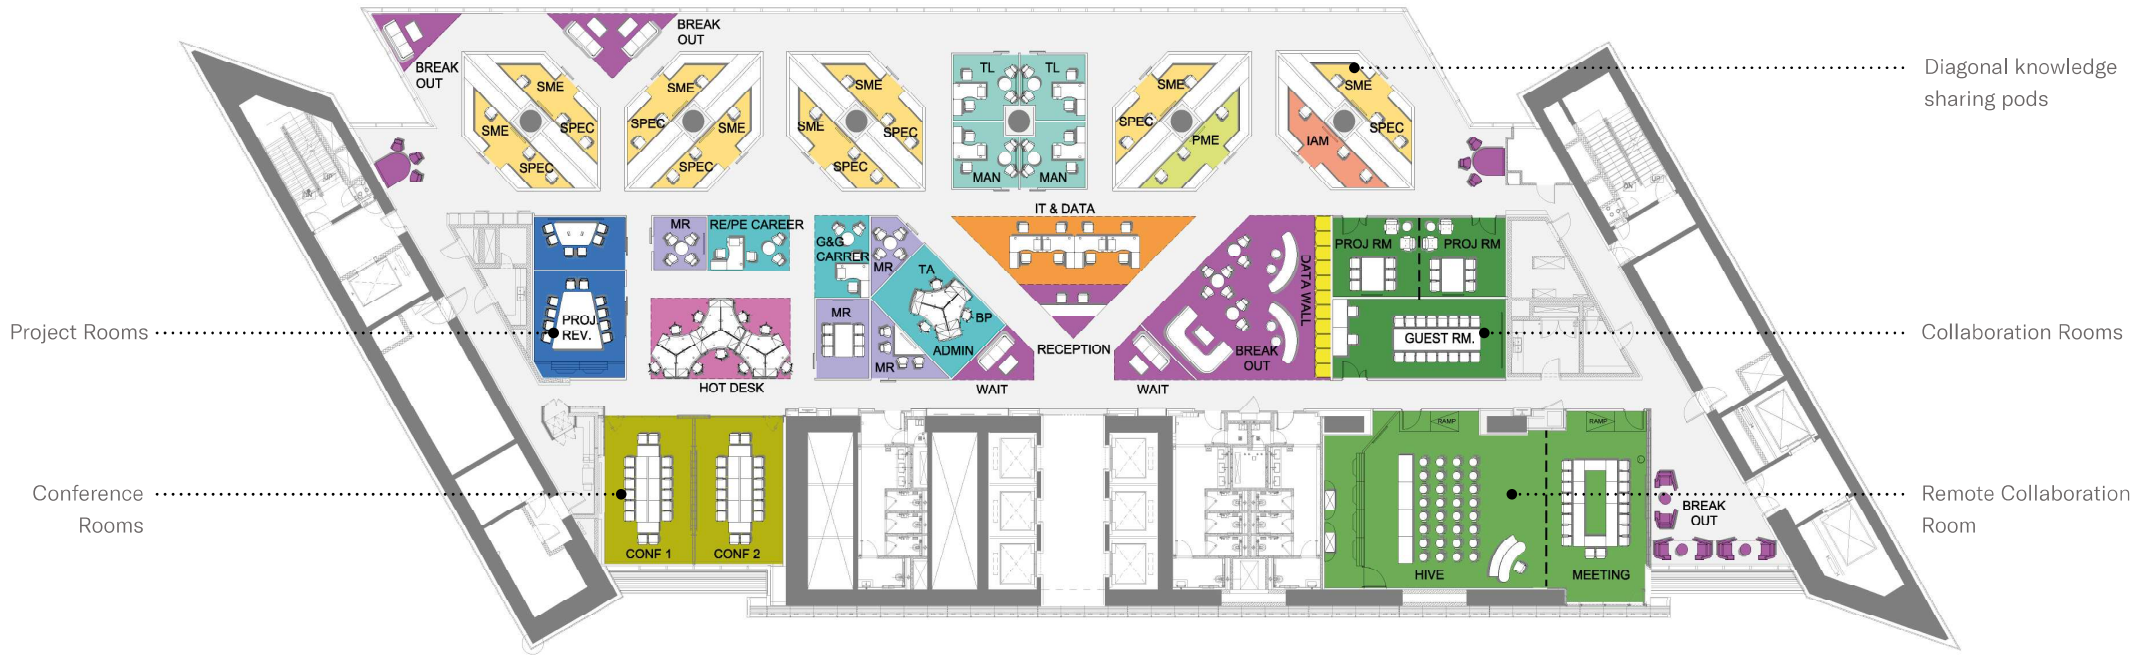 BREAK
OUT
BREAK
OUT
SME
SME
SPEC
SPEC
SME
SPEC
SME
SPEC
SME
SME
SPEC
SPEC
TL
TL
MAN
MAN
SME
SPEC
PME
SME
IAM
SPEC
Diagonal knowledge
sharing pods
IT & DATA
MR
RE/PE CAREER
G&G
CARRER
MR
TA
BP
ADMIN
MR
MR
PROJ
REV.
HOT DESK
WAIT
RECEPTION
WAIT
BREAK
OUT
DATA WALL
PROJ RM
PROJ RM
GUEST RM.
Project Rooms
Collaboration Rooms
CONF 1
CONF 2
Conference
Rooms
RAMP
RAMP
HIVE
MEETING
BREAK
OUT
Remote Collaboration
Room